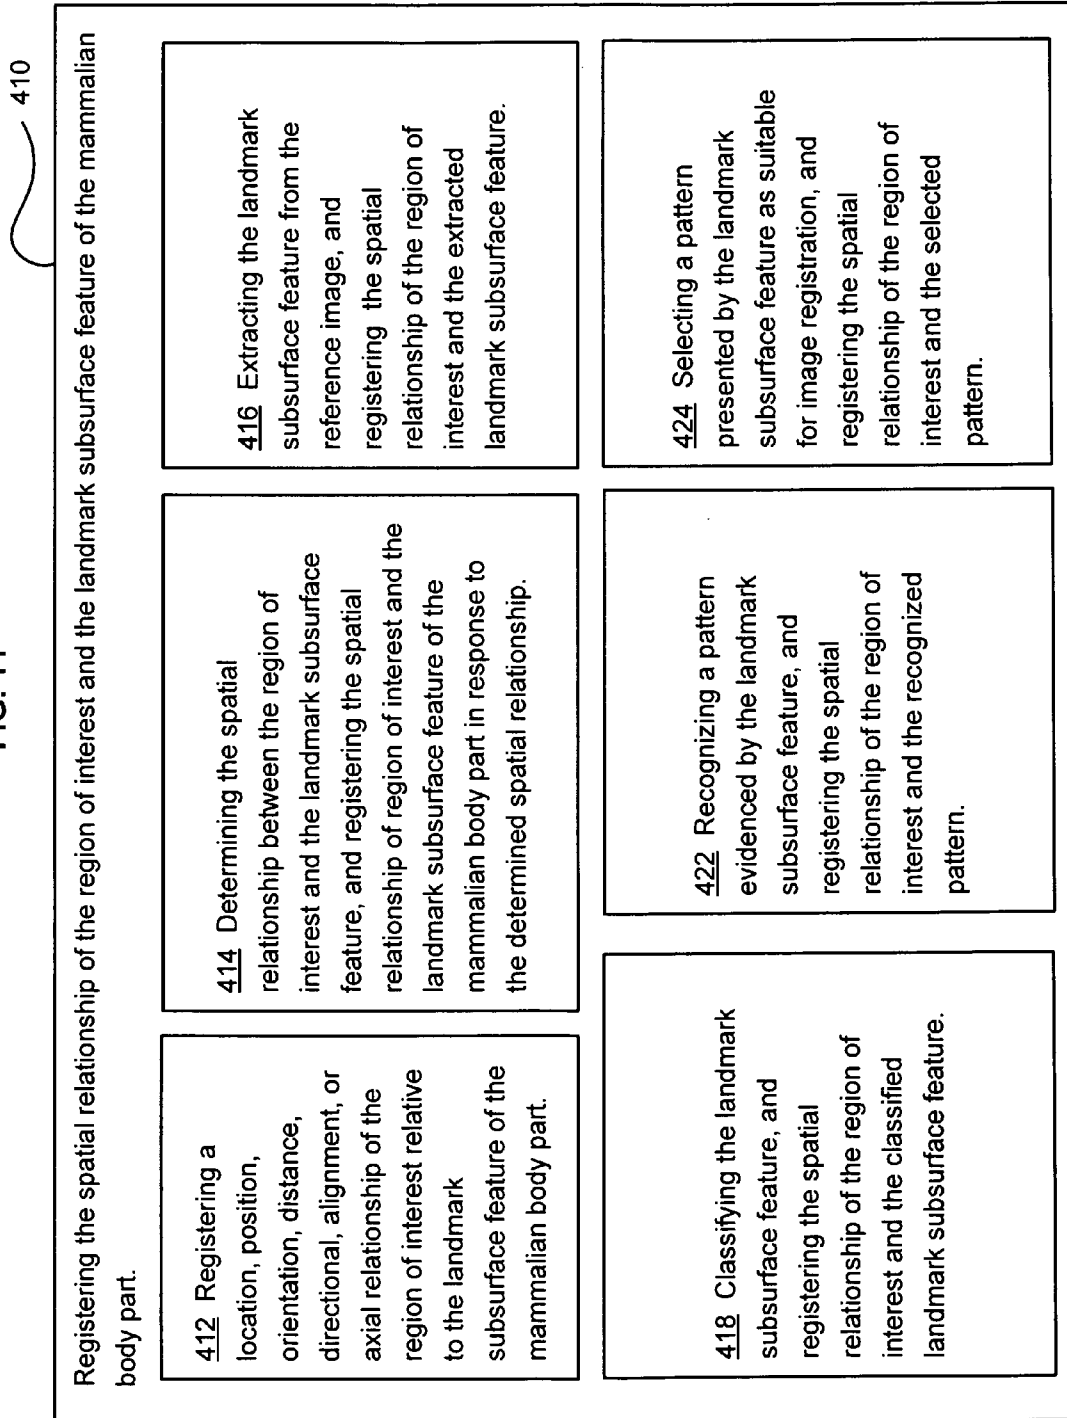 410
Registering the spatial relationship of the region of interest and the landmark subsurface feature of the mammalian
body part.
412 Registering a
location, position,
orientation, distance,
directional, alignment, or
axial relationship of the
region of interest relative
to the landmark
subsurface feature of the
mammalian body part.
414 Determining the spatial
relationship between the region of
interest and the landmark subsurface
feature, and registering the spatial
relationship of region of interest and the
landmark subsurface feature of the
mammalian body part in response to
the determined spatial relationship.
416 Extracting the landmark
subsurface feature from the
reference image, and
registering the spatial
relationship of the region of
interest and the extracted
landmark subsurface feature.
418 Classifying the landmark
subsurface feature, and
registering the spatial
relationship of the region of
interest and the classified
landmark subsurface feature.
422 Recognizing a pattern
evidenced by the landmark
subsurface feature, and
registering the spatial
relationship of the region of
interest and the recognized
pattern.
424 Selecting a pattern
presented by the landmark
subsurface feature as suitable
for image registration, and
registering the spatial
relationship of the region of
interest and the selected
pattern.